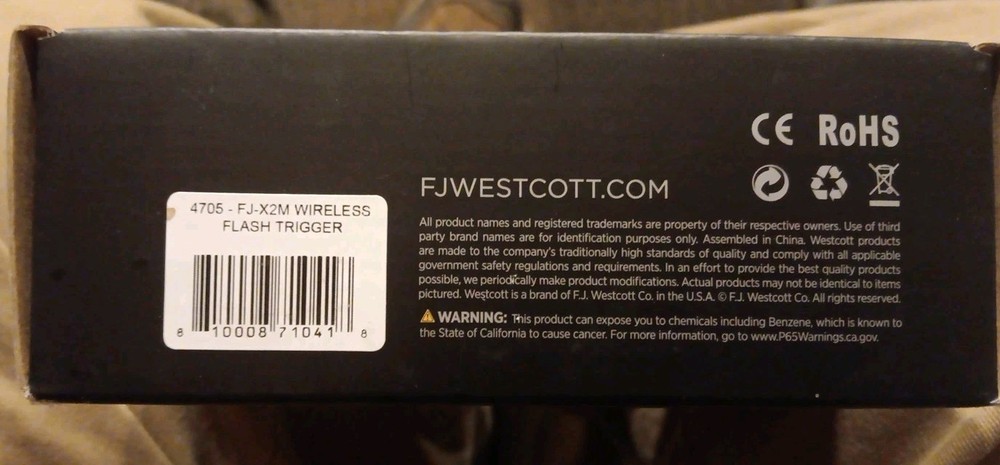 CE RoHS
FJWESTCOTT.COM
4705 - FJ-X2M WIRELESS
FLASH TRIGGER
8 10008 71041 8
All product names and registered trademarks are property of their respective owners. Use of third
party brand names are for identification purposes only. Assembled in China. Westcott products
are made to the company's traditionally high standards of quality and comply with all applicable
government safety regulations and requirements. In an effort to provide the best quality products
possible, we periodically make product modifications. Actual products may not be identical to items
pictured. Westcott is a brand of F.J. Westcott Co. in the U.S.A. © F.J. Westcott Co. All rights reserved.
WARNING: This product can expose you to chemicals including Benzene, which is known to
the State of California to cause cancer. For more information, go to www.P65Warnings.ca.gov.